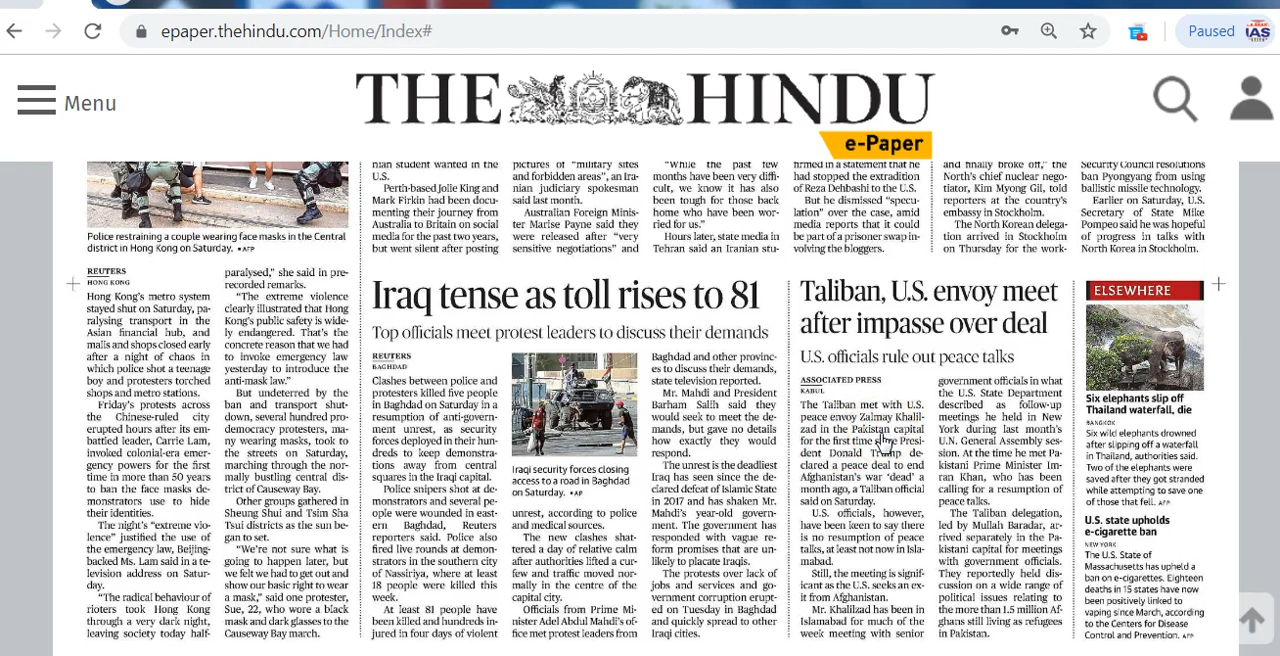 epaper.thehindu.com/Home/Index#
Paused
IAS
Menu
THE HINDU
e-Paper
Police restraining a couple wearing face masks in the Central
district in Hong Kong on Saturday. •AP
REUTERS
HONG KONG
Hong Kong's metro system
stayed shut on Saturday, pa-
ralysing transport in the
Asian financial hub, and
malls and shops closed early
after a night of chaos in
which police shot a teenage
boy and protesters torched
shops and metro stations.
Friday's protests across
the Chinese-ruled city
erupted hours after its em-
battled leader, Carrie Lam,
invoked colonial-era emer-
gency powers for the first
time in more than 50 years
to ban the face masks de-
monstrators use to hide
their identities.
The night's "extreme vio-
lence" justified the use of
the emergency law, Beijing-
backed Ms. Lam said in a te-
levision address on Satur-
day.
"The radical behaviour of
rioters took Hong Kong
through a very dark night,
leaving society today half-
paralysed," she said in pre-
recorded remarks.
"The extreme violence
clearly illustrated that Hong
Kong's public safety is wide-
ly endangered. That's the
concrete reason that we had
to invoke emergency law
yesterday to introduce the
anti-mask law."
But undeterred by the
ban and transport shut-
down, several hundred pro-
democracy protesters, ma-
ny wearing masks, took to
the streets on Saturday,
marching through the nor-
mally bustling central dis-
trict of Causeway Bay.
Other groups gathered in
Sheung Shui and Tsim Sha
Tsui districts as the sun be-
gan to set.
"We're not sure what is
going to happen later, but
we felt we had to get out and
show our basic right to wear
a mask," said one protester,
Sue, 22, who wore a black
mask and dark glasses to the
Causeway Bay march.
nian student wanted in the
U.S.
Perth-based Jolie King and
Mark Firkin had been docu-
menting their journey from
Australia to Britain on social
media for the past two years,
but went silent after posting
pictures of "military sites
and forbidden areas", an Ira-
nian judiciary spokesman
said last month.
Australian Foreign Minis-
ter Marise Payne said they
were released after "very
sensitive negotiations" and
"While the past few
months have been very diffi-
cult, we know it has also
been tough for those back
home who have been wor-
ried for us."
Hours later, state media in
Tehran said an Iranian stu-
firmed in a statement that he
had stopped the extradition
of Reza Dehbashi to the U.S.
But he dismissed "specu-
lation" over the case, amid
media reports that it could
be part of a prisoner swap in-
volving the bloggers.
and finally broke off," the
North's chief nuclear nego-
tiator, Kim Myong Gil, told
reporters at the country's
embassy in Stockholm.
The North Korean delega-
tion arrived in Stockholm
on Thursday for the work-
Security Council resolutions
ban Pyongyang from using
ballistic missile technology.
Earlier on Saturday, U.S.
Secretary of State Mike
Pompeo said he was hopeful
of progress in talks with
North Korea in Stockholm.
Iraq tense as toll rises to 81
Top officials meet protest leaders to discuss their demands
REUTERS
BAGHDAD
Clashes between police and
protesters killed five people
in Baghdad on Saturday in a
resumption of anti-govern-
ment unrest, as security
forces deployed in their hun-
dreds to keep demonstra-
tions away from central
squares in the Iraqi capital.
Police snipers shot at de-
monstrators and several pe-
ople were wounded in east-
ern Baghdad, Reuters
reporters said. Police also
fired live rounds at demon-
strators in the southern city
of Nassiriya, where at least
18 people were killed this
week.
At least 81 people have
been killed and hundreds in-
jured in four days of violent
Iraqi security forces closing
access to a road in Baghdad
on Saturday. •AP
unrest, according to police
and medical sources.
The new clashes shat-
tered a day of relative calm
after authorities lifted a cur-
few and traffic moved nor-
mally in the centre of the
capital city.
Officials from Prime Mi-
nister Adel Abdul Mahdi's of-
fice met protest leaders from
Baghdad and other provinc-
es to discuss their demands,
state television reported.
Mr. Mahdi and President
Barham Salih said they
would seek to meet the de-
mands, but gave no details
how exactly they would
respond.
The unrest is the deadliest
Iraq has seen since the de-
clared defeat of Islamic State
in 2017 and has shaken Mr.
Mahdi's year-old govern-
ment. The government has
responded with vague re-
form promises that are un-
likely to placate Iraqis.
The protests over lack of
jobs and services and go-
vernment corruption erupt-
ed on Tuesday in Baghdad
and quickly spread to other
Iraqi cities.
Taliban, U.S. envoy meet
after impasse over deal
U.S. officials rule out peace talks
ASSOCIATED PRESS
KABUL
The Taliban met with U.S.
peace envoy Zalmay Khalil-
zad in the Pakistan capital
for the first time since Presi-
dent Donald Trump de-
clared a peace deal to end
Afghanistan's war 'dead' a
month ago, a Taliban official
said on Saturday.
U.S. officials, however,
have been keen to say there
is no resumption of peace
talks, at least not now in Isla-
mabad.
Still, the meeting is signif-
icant as the U.S. seeks an ex-
it from Afghanistan.
Mr. Khalilzad has been in
Islamabad for much of the
week meeting with senior
government officials in what
the U.S. State Department
described as follow-up
meetings he held in New
York during last month's
U.N. General Assembly ses-
sion. At the time he met Pa-
kistani Prime Minister Im-
ran Khan, who has been
calling for a resumption of
peace talks.
The Taliban delegation,
led by Mullah Baradar, ar-
rived separately in the Pa-
kistani capital for meetings
with government officials.
They reportedly held dis-
cussion on a wide range of
political issues relating to
the more than 1.5 million Af-
ghans still living as refugees
in Pakistan.
ELSEWHERE
Six elephants slip off
Thailand waterfall, die
BANGKOK
Six wild elephants drowned
after slipping off a waterfall
in Thailand, authorities said.
Two of the elephants were
saved after they got stranded
while attempting to save one
of those that fell. AFP
U.S. state upholds
e-cigarette ban
NEW YORK
The U.S. State of
Massachusetts has upheld a
ban on e-cigarettes. Eighteen
deaths in 15 states have now
been positively linked to
vaping since March, according
to the Centers for Disease
Control and Prevention. AFP